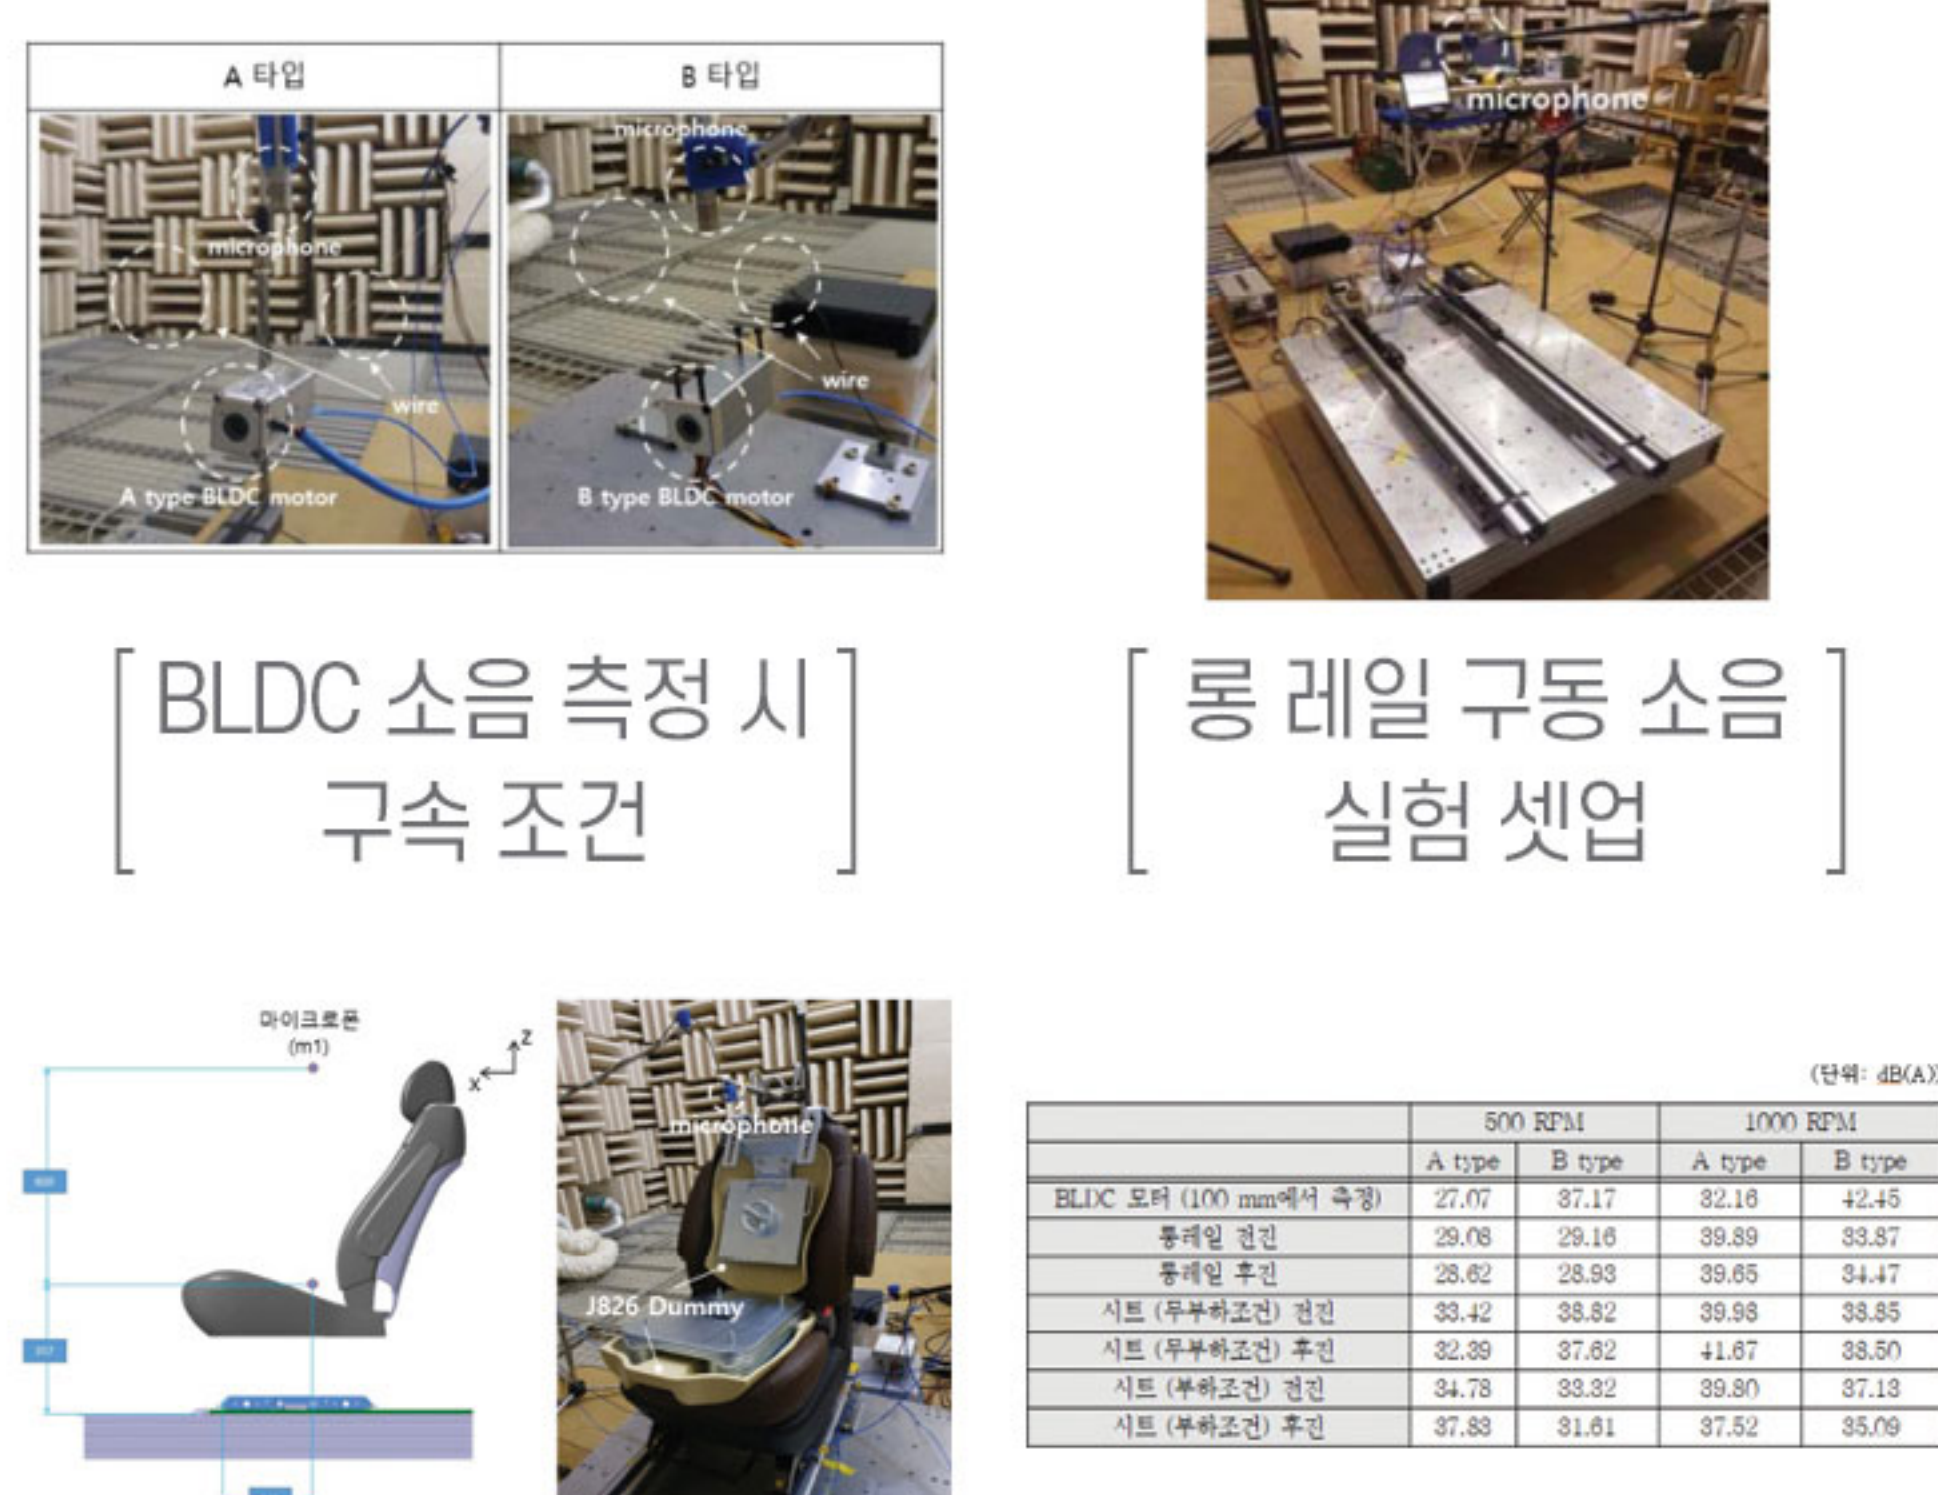 A 타입
B 타입
microphone
microphone
wire
wire
A type BLDC motor
B type BLDC motor
microphone
BLDC 소음 측정 시
구속 조건
롱 레일 구동 소음
실험 셋업
마이크로폰
(m1)
z
x
microphone
J826 Dummy
(단위: dB(A))
500 RPM 1000 RPM
A type B type A type B type
BLDC 모터 (100 mm에서 측정) 27.07 37.17 32.16 42.45
롱레일 전진 29.08 29.16 39.89 33.87
롱레일 후진 28.62 28.93 39.65 34.47
시트 (무부하조건) 전진 33.42 38.82 39.98 38.85
시트 (무부하조건) 후진 32.39 37.62 41.67 38.50
시트 (부하조건) 전진 34.78 33.32 39.80 37.13
시트 (부하조건) 후진 37.83 31.61 37.52 35.09